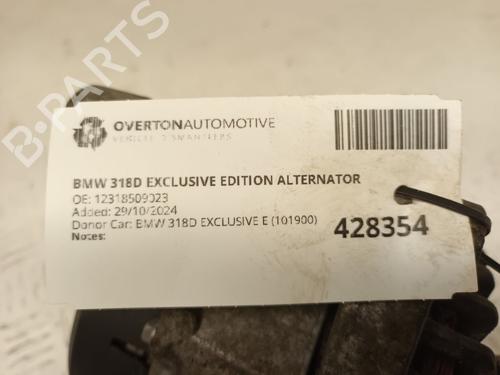 B-PARTS
OVERTONAUTOMOTIVE
VEHICLE DISMANTLERS
BMW 318D EXCLUSIVE EDITION ALTERNATOR
OE: 12318509023
Added: 29/10/2024
Donor Car: BMW 318D EXCLUSIVE E (101900)
Notes:
428354